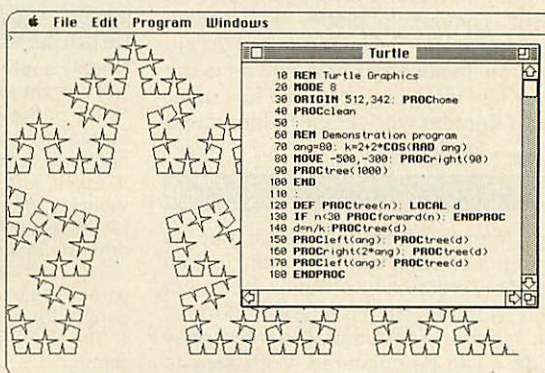 File Edit Program Windows
Turtle
10 REM Turtle Graphics
20 MODE 8
30 ORIGIN 512,342: PROChome
40 PROCclean
50 :
60 REM Demonstration program
70 ang=80: k=2+2*COS(RAD ang)
80 MOVE -500,-300: PROCright(90)
90 PROCtree(1000)
100 END
110 :
120 DEF PROCtree(n): LOCAL d
130 IF n<30 PROCforward(n): ENDPROC
140 d=n/k:PROCtree(d)
150 PROCleft(ang): PROCtree(d)
160 PROCright(2*ang): PROCtree(d)
170 PROCleft(ang): PROCtree(d)
180 ENDPROC